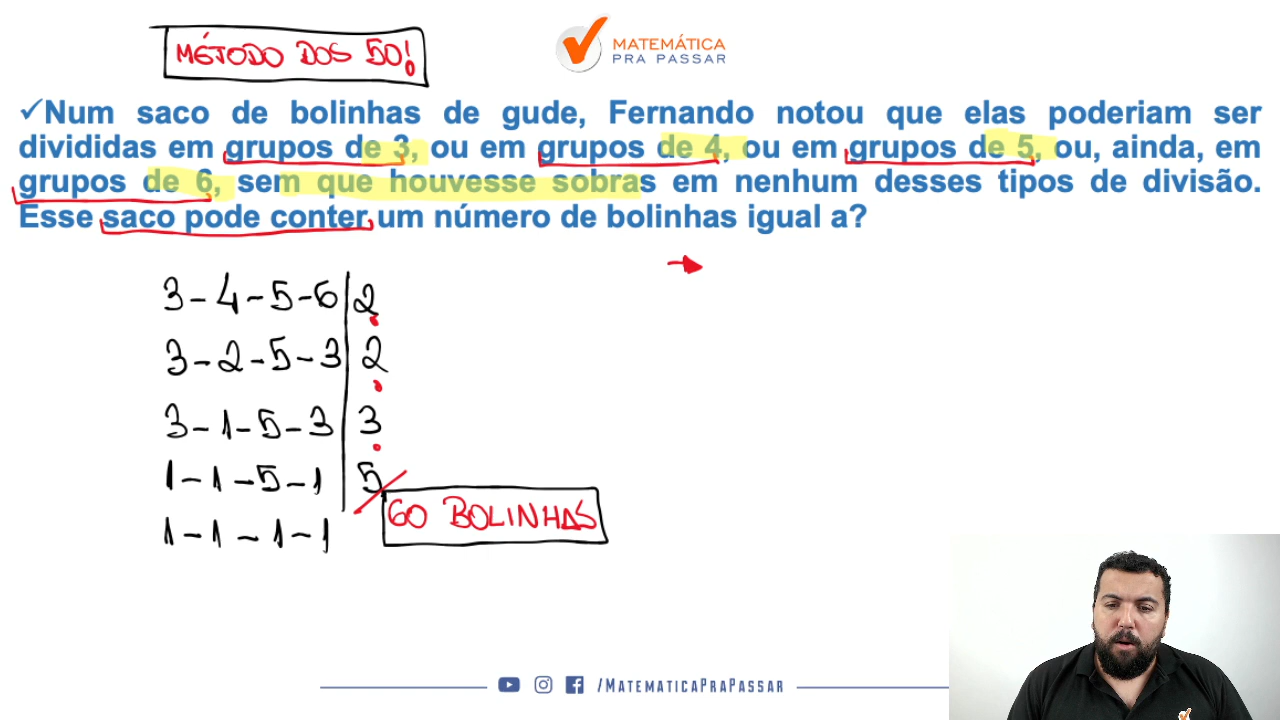 MÉTODO DOS 50!
MATEMÁTICA
PRA PASSAR
✓Num saco de bolinhas de gude, Fernando notou que elas poderiam ser
divididas em grupos de 3, ou em grupos de 4, ou em grupos de 5, ou, ainda, em
grupos de 6, sem que houvesse sobras em nenhum desses tipos de divisão.
Esse saco pode conter um número de bolinhas igual a?
3-4-5-6|2
3-2-5-3|2
3-1-5-3|3
1-1-5-1|5
1-1-1-1
60 BOLINHAS
/MATEMATICAPRAPASSAR